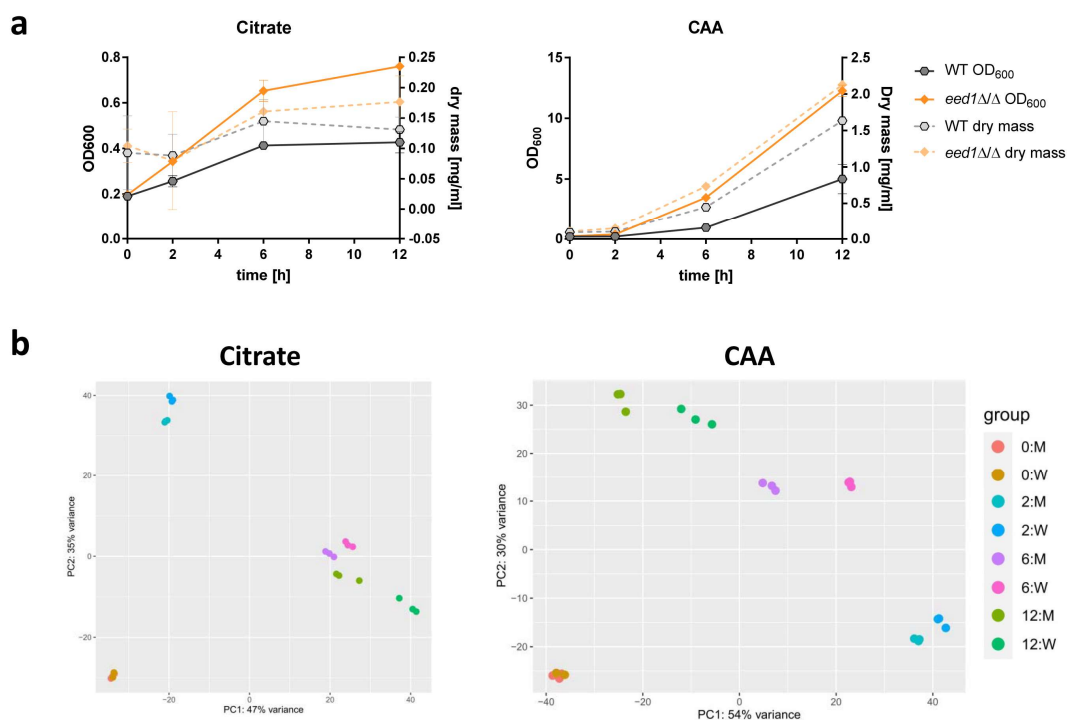 a
Citrate
0.8
0.6
0.4
0.2
0.0
OD600
0.25
0.20
0.15
0.10
0.05
0.00
-0.05
dry mass [mg/ml]
0 2 4 6 8 10 12
time [h]
CAA
15
10
5
0
OD₆₀₀
2.5
2.0
1.5
1.0
0.5
0.0
Dry mass [mg/ml]
0 2 4 6 8 10 12
time [h]
WT OD₆₀₀
eed1Δ/Δ OD₆₀₀
WT dry mass
eed1Δ/Δ dry mass
b
Citrate
40
20
0
−20
PC2: 35% variance
−20 0 20 40
PC1: 47% variance
CAA
30
20
10
0
−10
−20
PC2: 30% variance
−40 −20 0 20 40
PC1: 54% variance
group
0:M
0:W
2:M
2:W
6:M
6:W
12:M
12:W